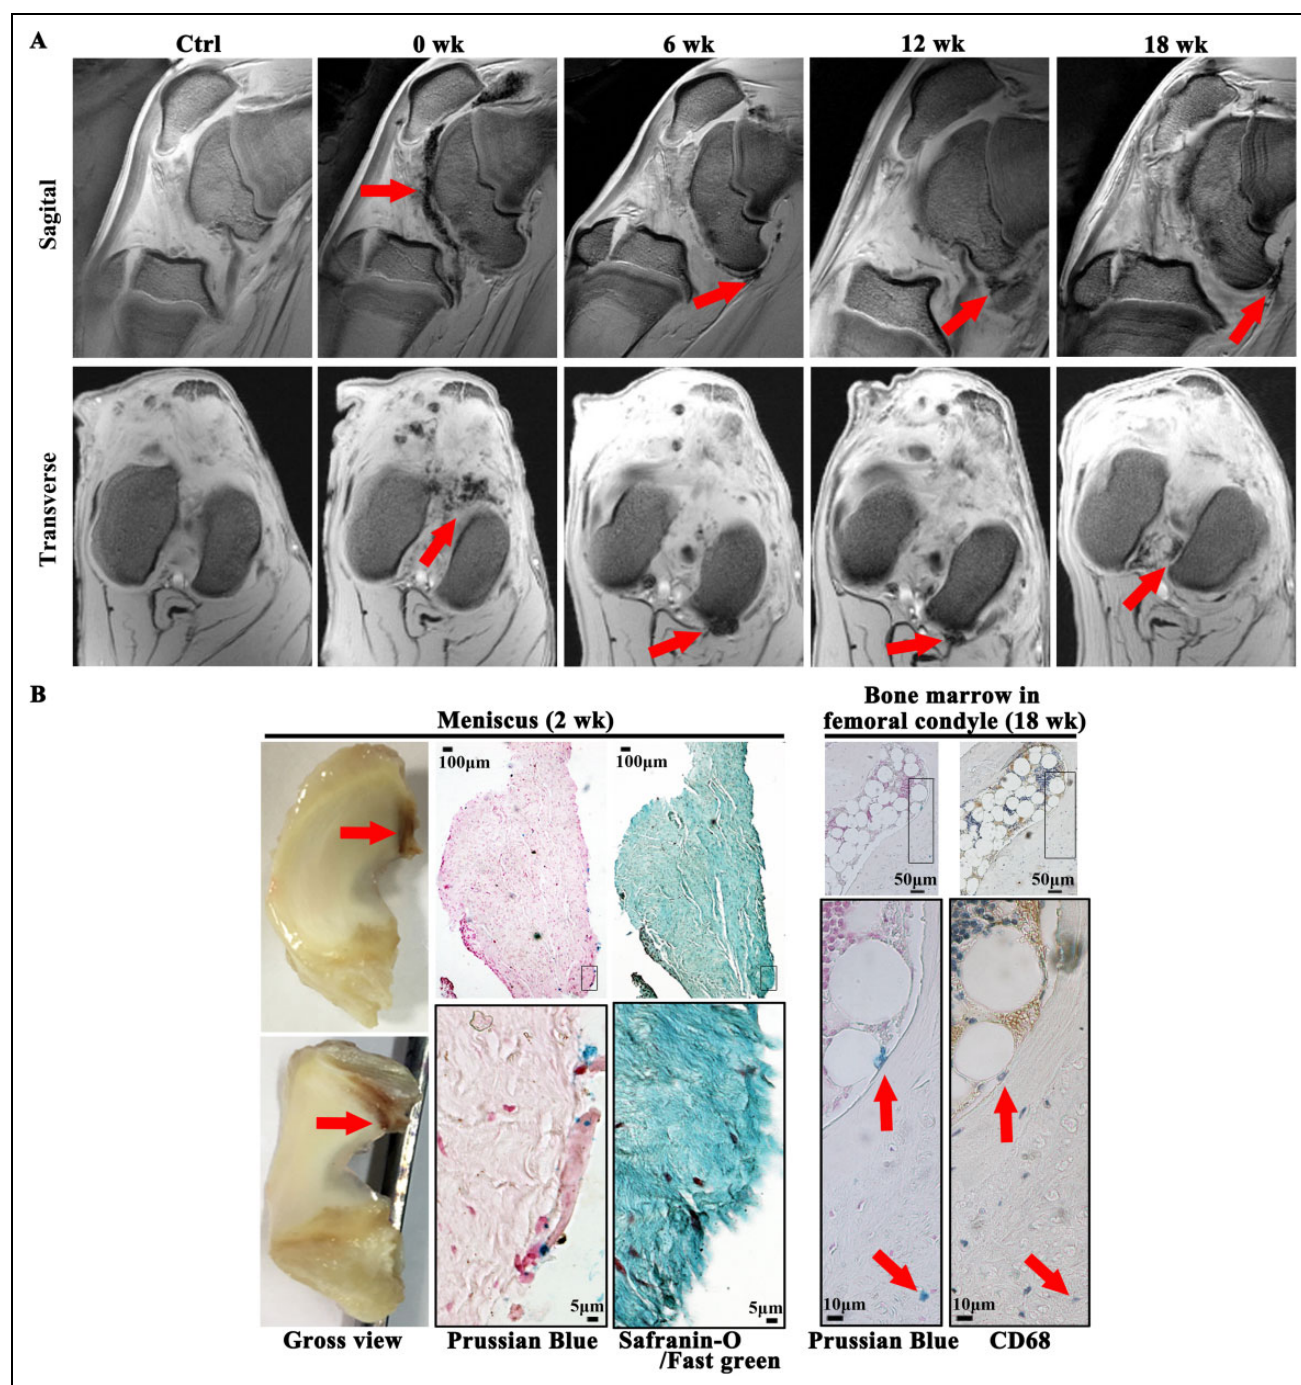 A
Ctrl
0 wk
6 wk
12 wk
18 wk
Sagital
Transverse
B
Meniscus (2 wk)
Bone marrow in
femoral condyle (18 wk)
100μm
100μm
50μm
50μm
5μm
5μm
10μm
10μm
Gross view
Prussian Blue
Safranin-O
/Fast green
Prussian Blue
CD68